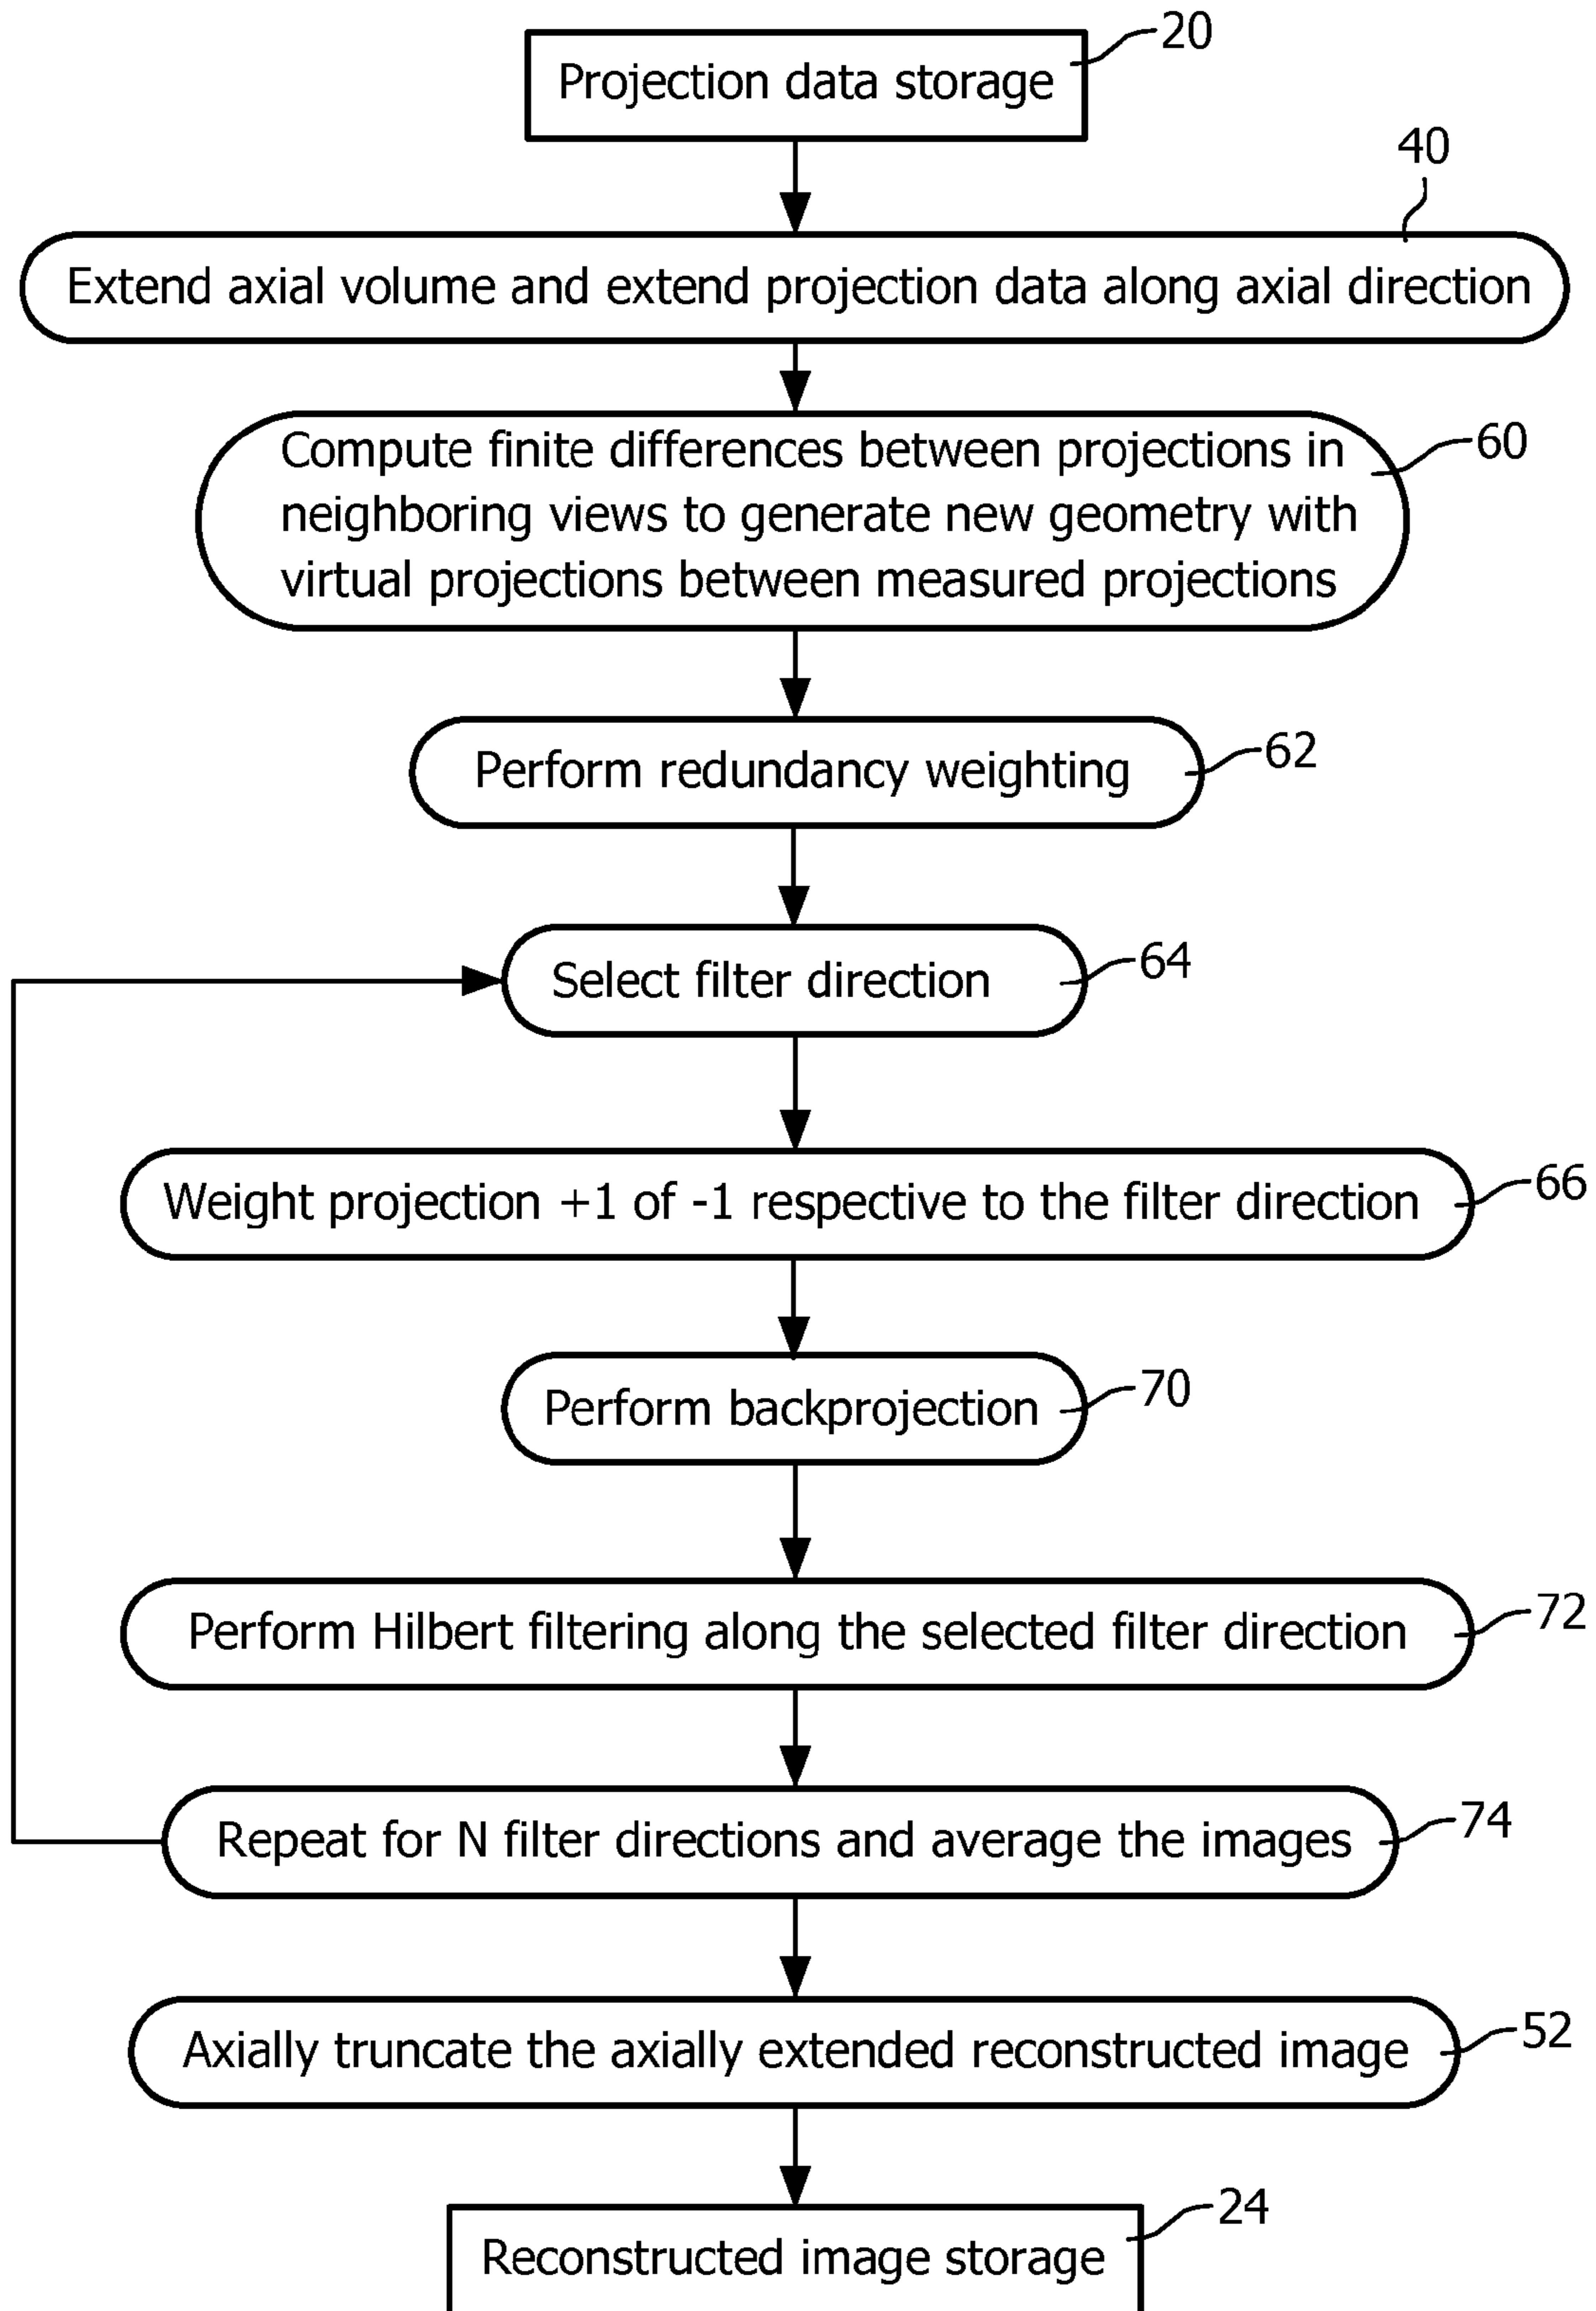 20
Projection data storage
40
Extend axial volume and extend projection data along axial direction
Compute finite differences between projections in
60
neighboring views to generate new geometry with
virtual projections between measured projections
Perform redundancy weighting
62
Select filter direction
64
Weight projection +1 of -1 respective to the filter direction
66
Perform backprojection
70
Perform Hilbert filtering along the selected filter direction
72
Repeat for N filter directions and average the images
74
Axially truncate the axially extended reconstructed image
52
24
Reconstructed image storage